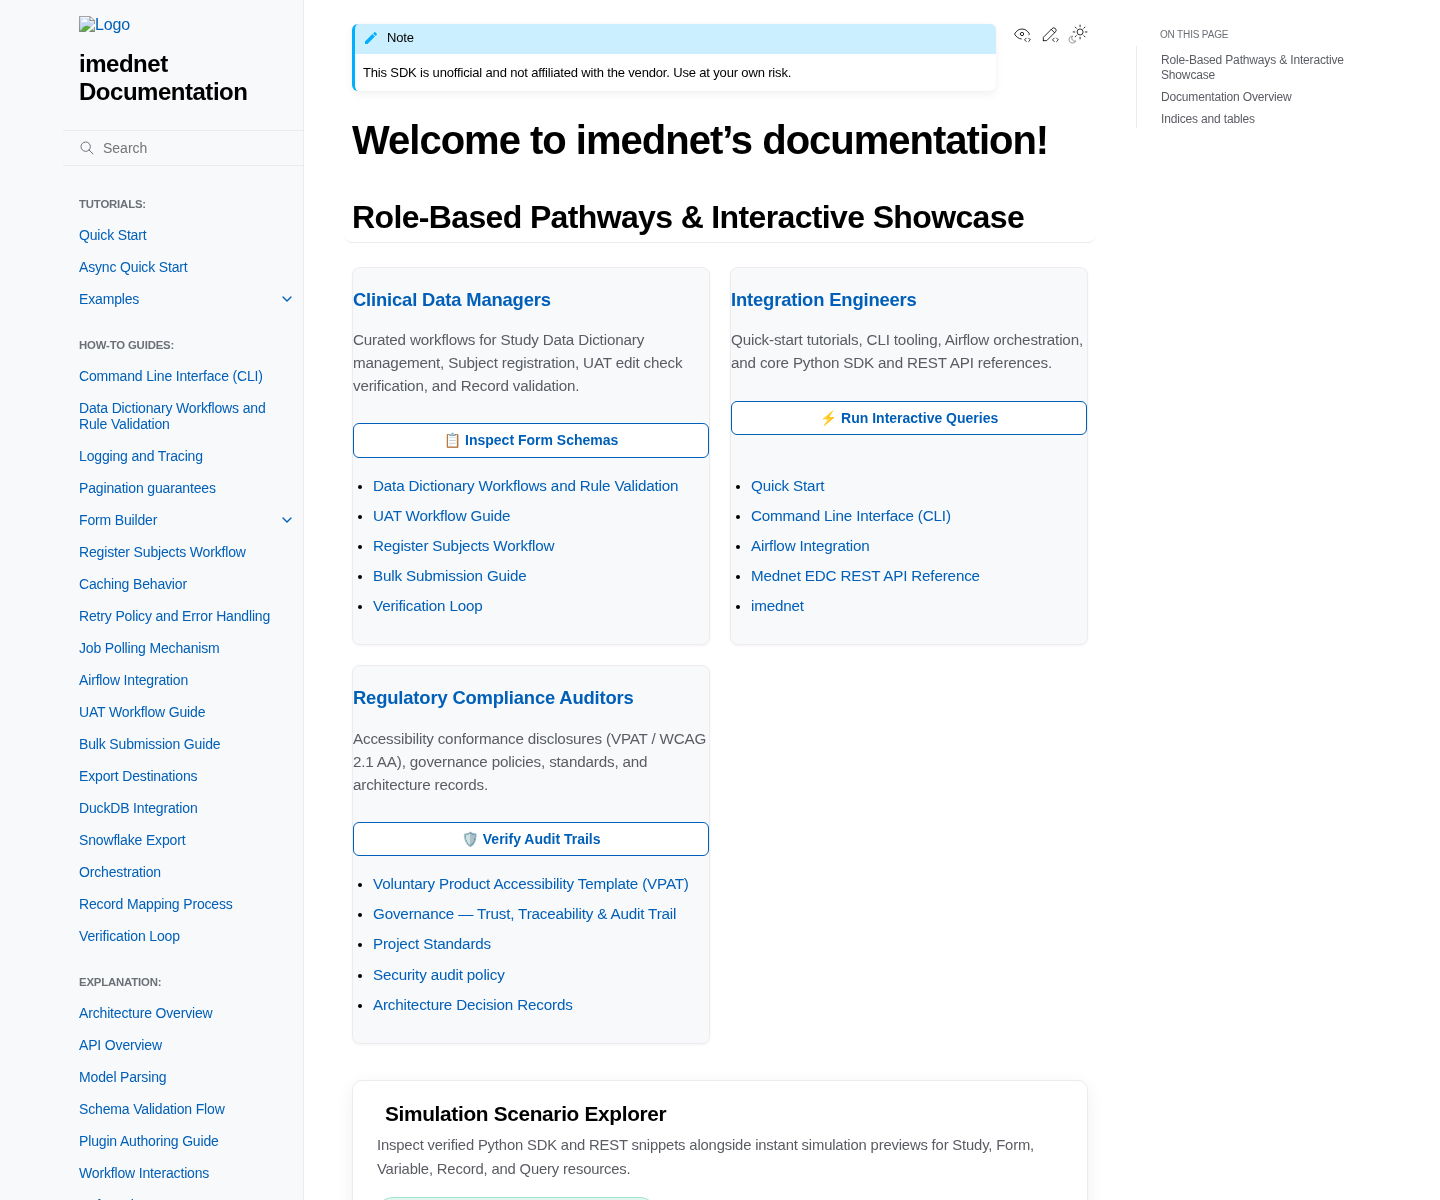 Logo
imednet
Documentation
Search
TUTORIALS:
Quick Start
Async Quick Start
Examples
HOW-TO GUIDES:
Command Line Interface (CLI)
Data Dictionary Workflows and
Rule Validation
Logging and Tracing
Pagination guarantees
Form Builder
Register Subjects Workflow
Caching Behavior
Retry Policy and Error Handling
Job Polling Mechanism
Airflow Integration
UAT Workflow Guide
Bulk Submission Guide
Export Destinations
DuckDB Integration
Snowflake Export
Orchestration
Record Mapping Process
Verification Loop
EXPLANATION:
Architecture Overview
API Overview
Model Parsing
Schema Validation Flow
Plugin Authoring Guide
Workflow Interactions
Note
This SDK is unofficial and not affiliated with the vendor. Use at your own risk.
Welcome to imednet’s documentation!
Role-Based Pathways & Interactive Showcase
Clinical Data Managers
Curated workflows for Study Data Dictionary
management, Subject registration, UAT edit check
verification, and Record validation.
📋 Inspect Form Schemas
Data Dictionary Workflows and Rule Validation
UAT Workflow Guide
Register Subjects Workflow
Bulk Submission Guide
Verification Loop
Integration Engineers
Quick-start tutorials, CLI tooling, Airflow orchestration,
and core Python SDK and REST API references.
⚡ Run Interactive Queries
Quick Start
Command Line Interface (CLI)
Airflow Integration
Mednet EDC REST API Reference
imednet
Regulatory Compliance Auditors
Accessibility conformance disclosures (VPAT / WCAG
2.1 AA), governance policies, standards, and
architecture records.
🛡️ Verify Audit Trails
Voluntary Product Accessibility Template (VPAT)
Governance — Trust, Traceability & Audit Trail
Project Standards
Security audit policy
Architecture Decision Records
Simulation Scenario Explorer
Inspect verified Python SDK and REST snippets alongside instant simulation previews for Study, Form,
Variable, Record, and Query resources.
ON THIS PAGE
Role-Based Pathways & Interactive
Showcase
Documentation Overview
Indices and tables